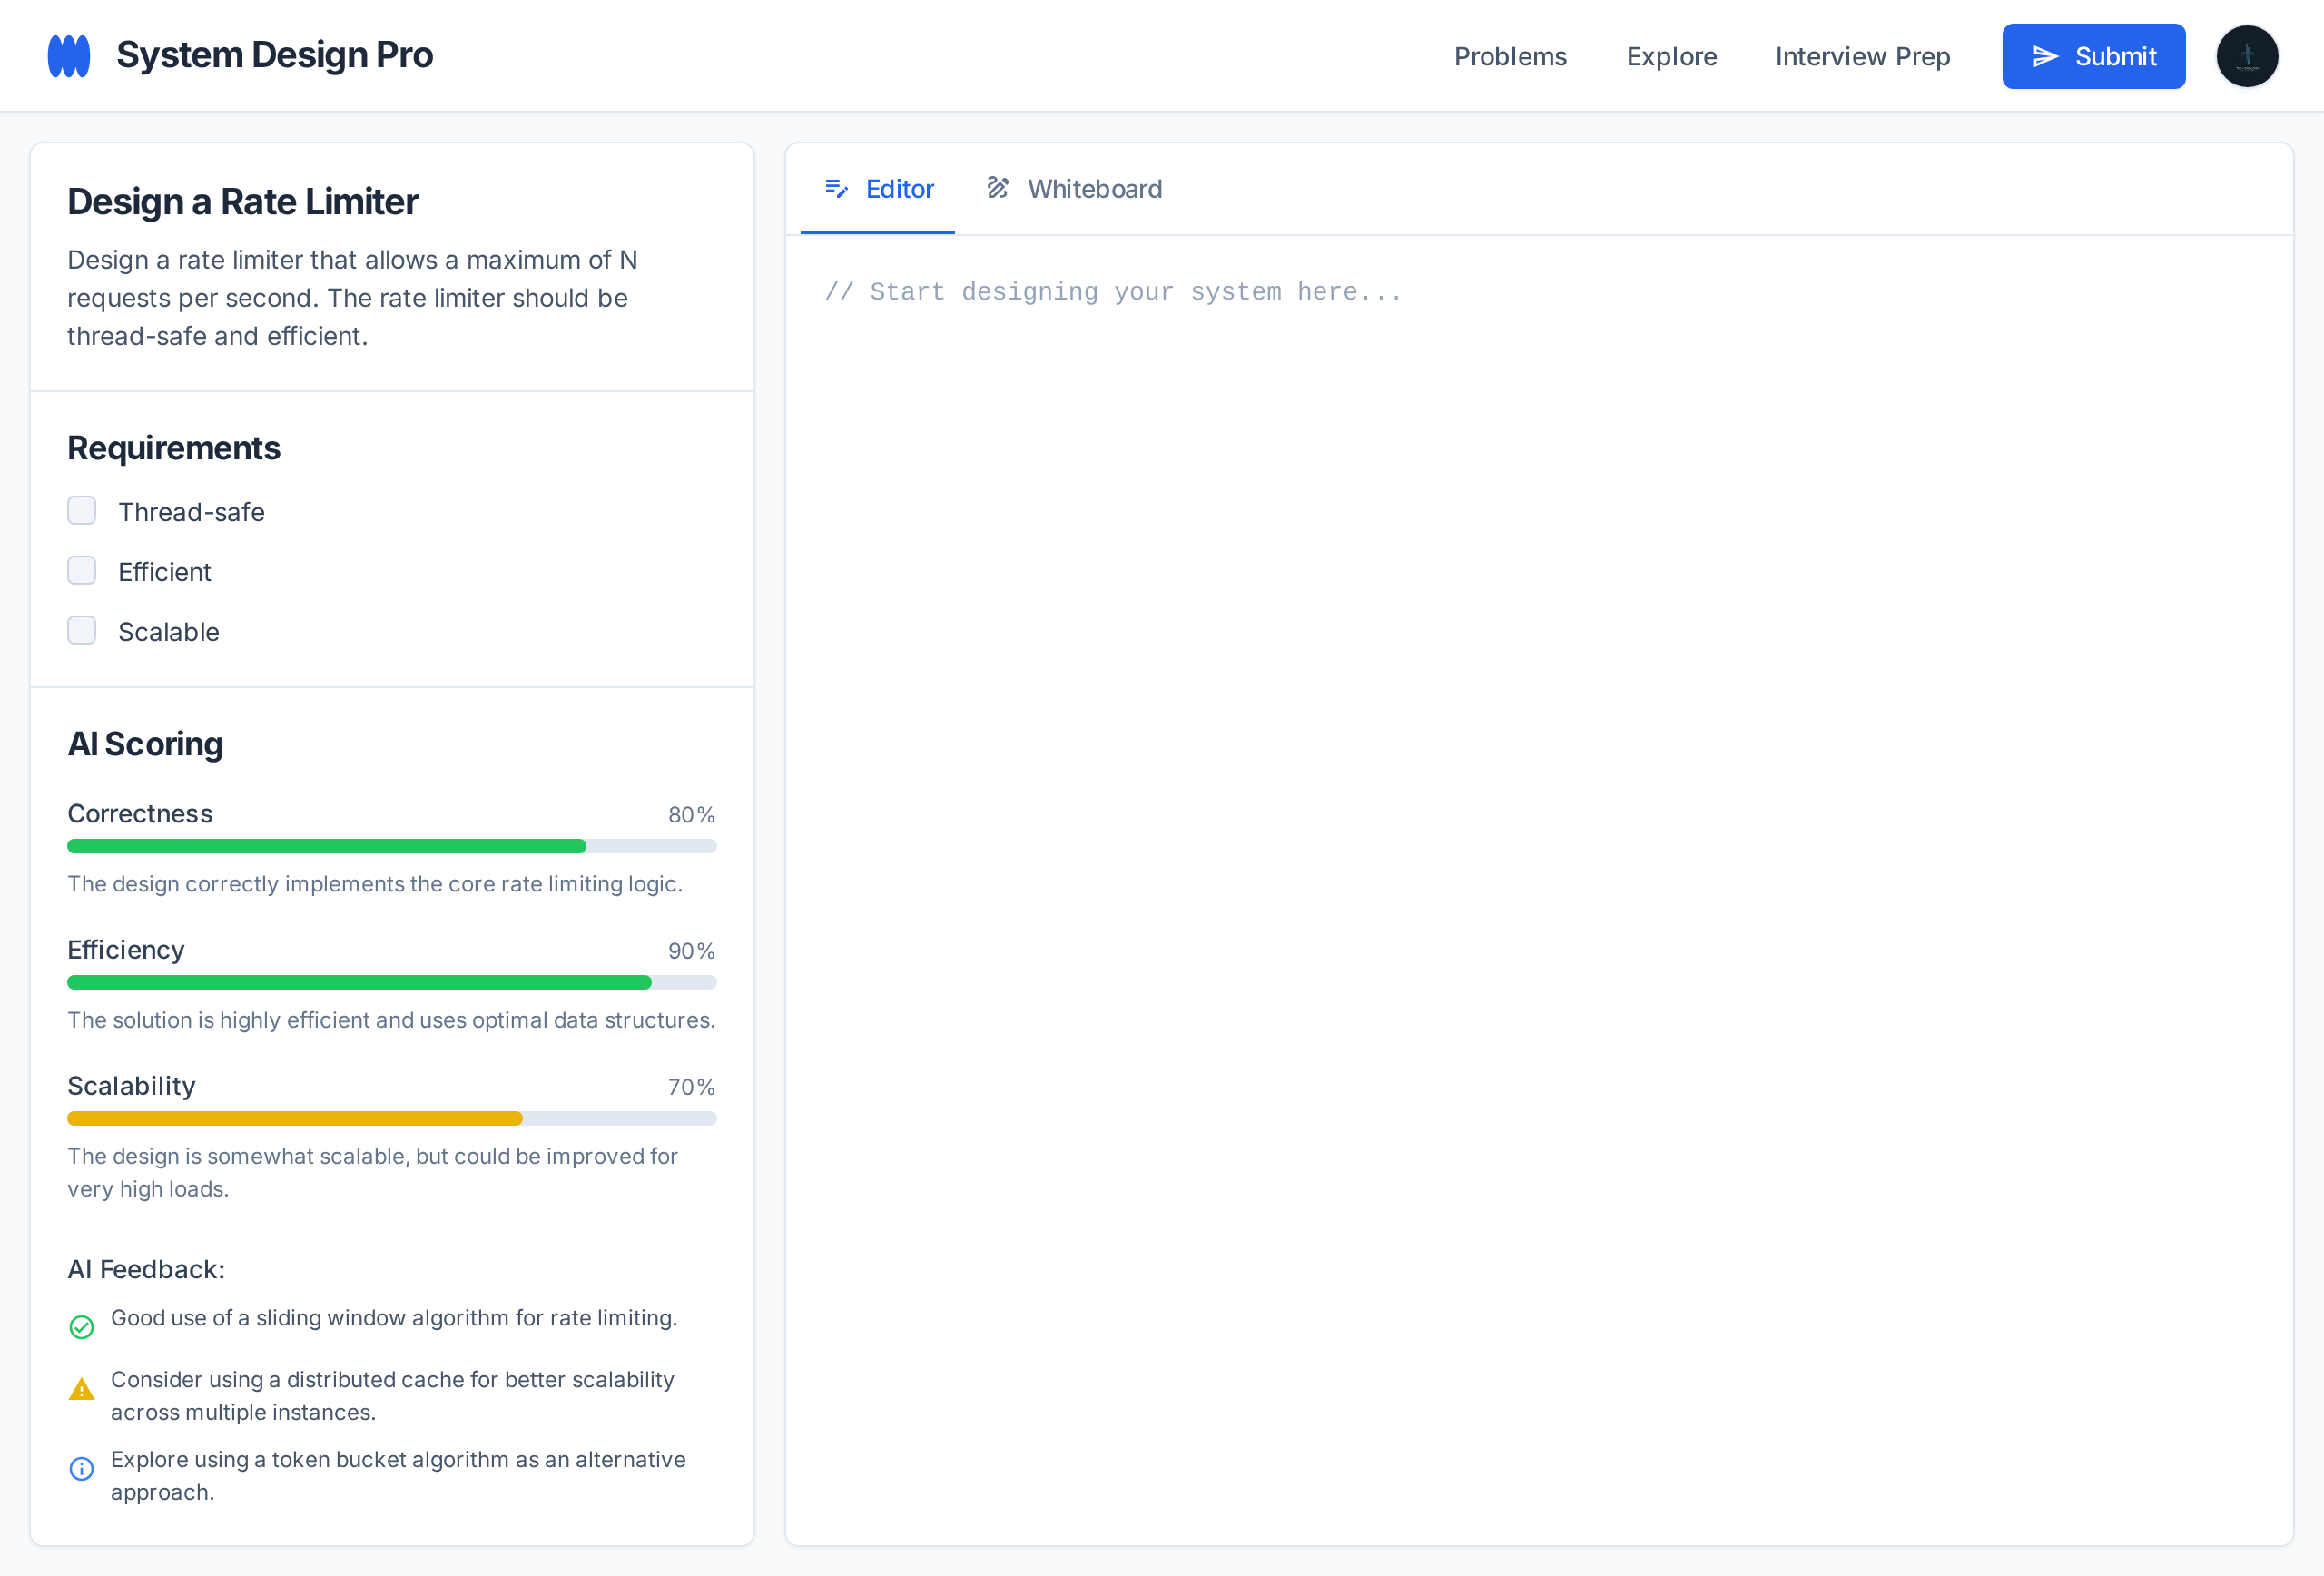 System Design Pro
Problems
Explore
Interview Prep
Submit
Design a Rate Limiter
Design a rate limiter that allows a maximum of N
requests per second. The rate limiter should be
thread-safe and efficient.
Requirements
Thread-safe
Efficient
Scalable
AI Scoring
Correctness
80%
The design correctly implements the core rate limiting logic.
Efficiency
90%
The solution is highly efficient and uses optimal data structures.
Scalability
70%
The design is somewhat scalable, but could be improved for
very high loads.
AI Feedback:
Good use of a sliding window algorithm for rate limiting.
Consider using a distributed cache for better scalability
across multiple instances.
Explore using a token bucket algorithm as an alternative
approach.
Editor
Whiteboard
// Start designing your system here...